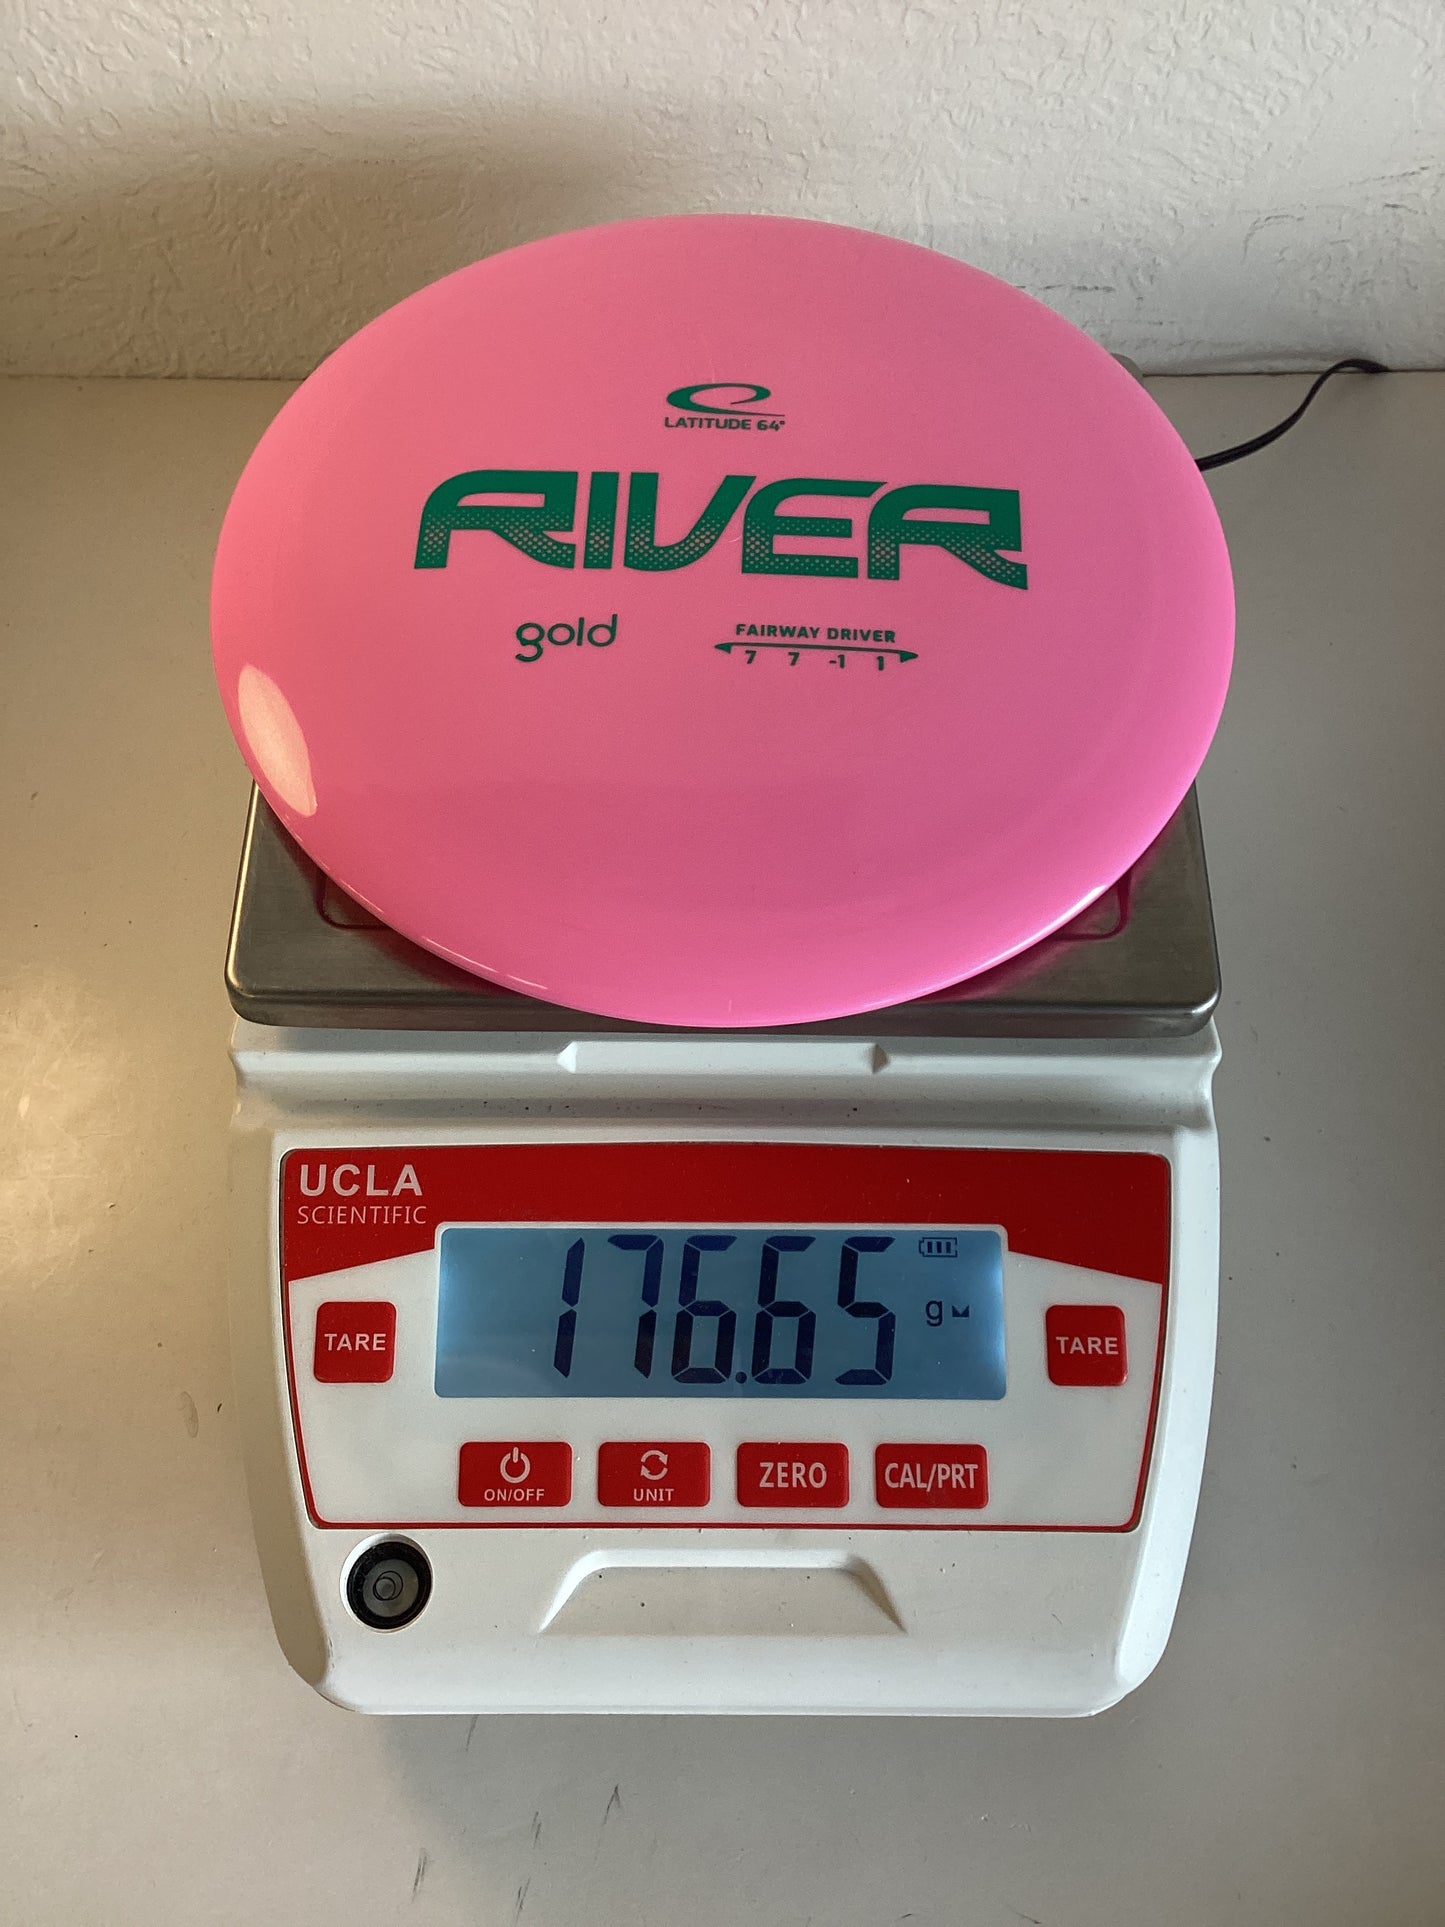 LATITUDE 64°
RIVER
gold
FAIRWAY DRIVER
7 7 -1 1
UCLA
SCIENTIFIC
176.65 g
TARE
TARE
ON/OFF
UNIT
ZERO
CAL/PRT